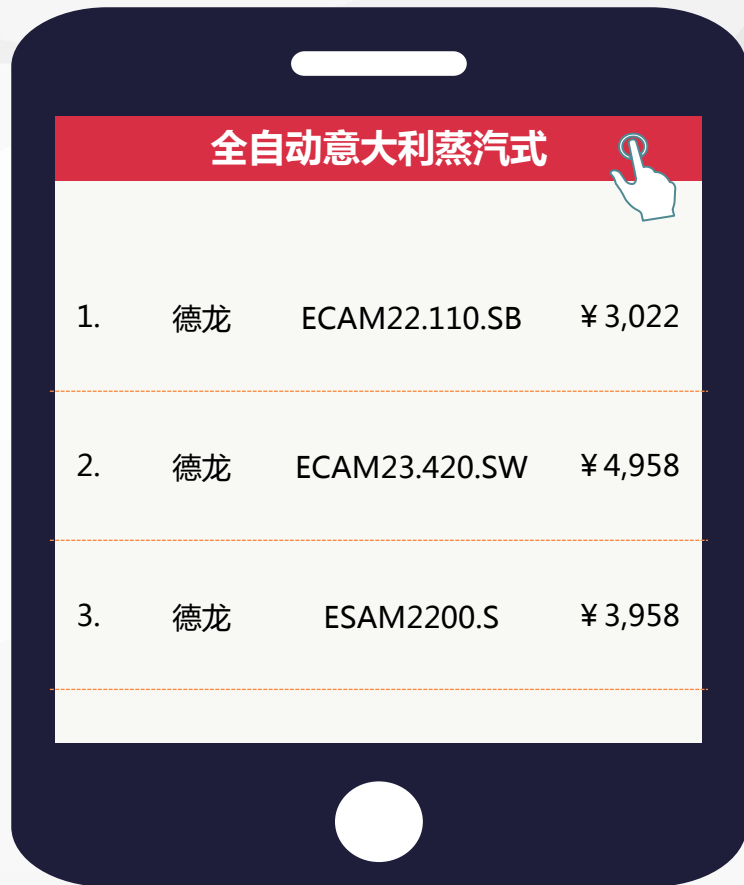 全自动意大利蒸汽式
1. 德龙 ECAM22.110.SB ￥3,022
2. 德龙 ECAM23.420.SW ￥4,958
3. 德龙 ESAM2200.S ￥3,958